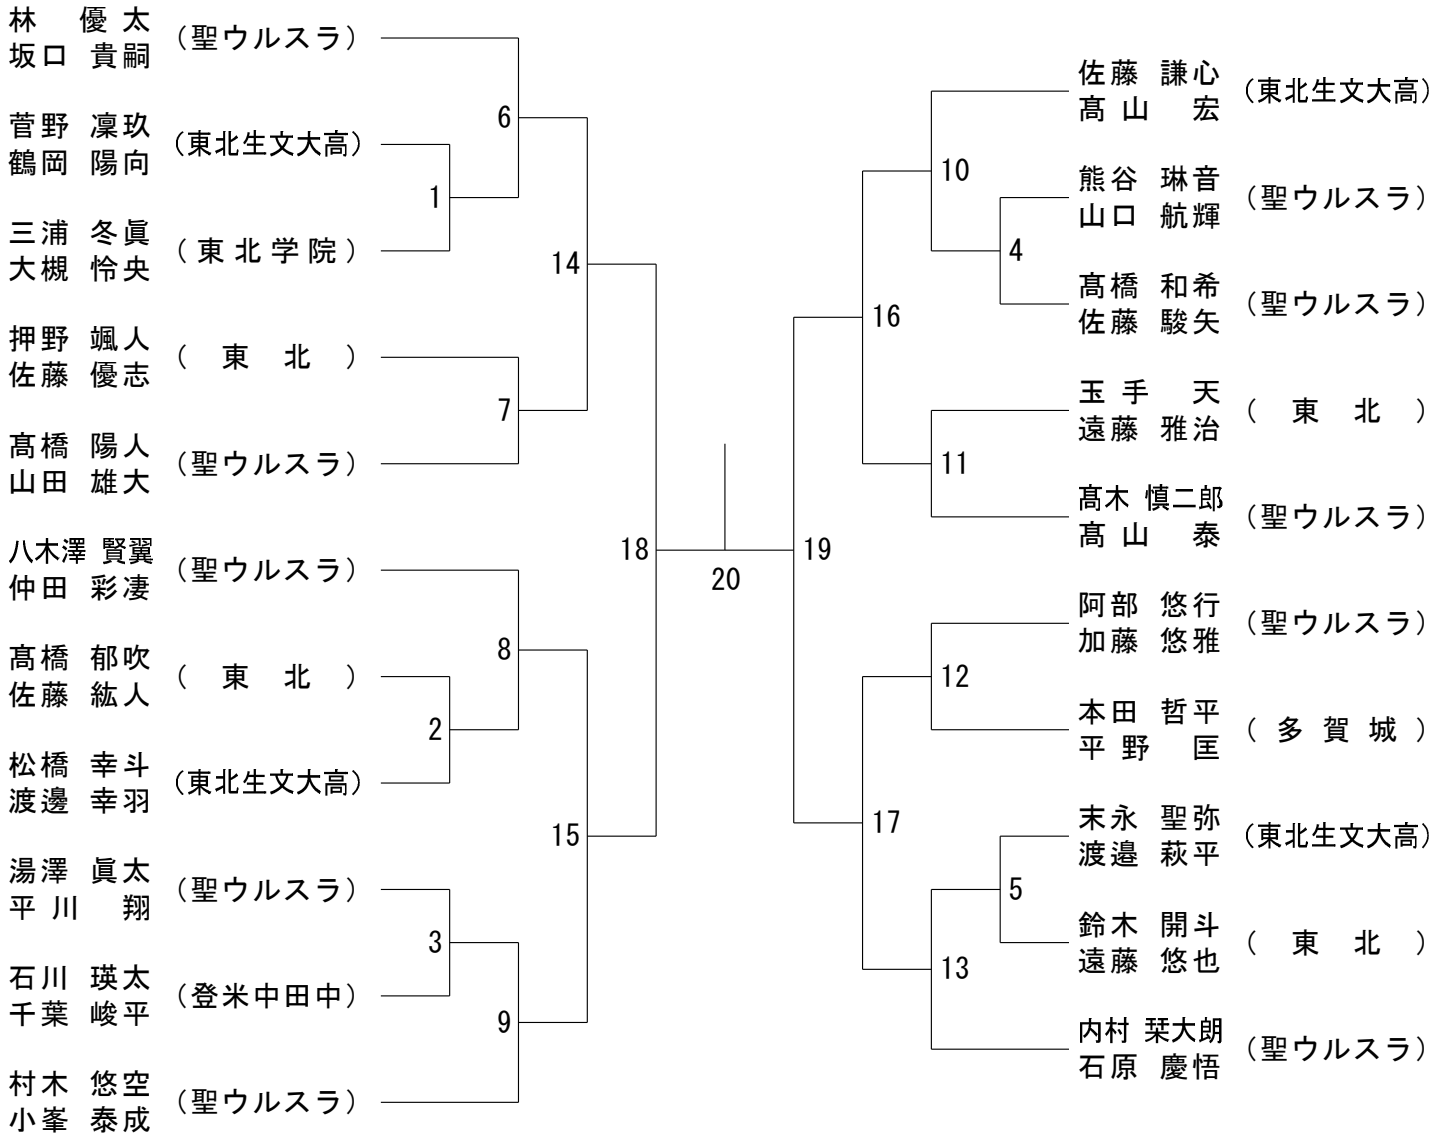 林　優太
坂口 貴嗣
（聖ウルスラ）
菅野 凜玖
鶴岡 陽向
（東北生文大高）
三浦 冬眞
大槻 怜央
（東北学院）
押野 颯人
佐藤 優志
（東北）
髙橋 陽人
山田 雄大
（聖ウルスラ）
八木澤 賢翼
仲田 彩凄
（聖ウルスラ）
髙橋 郁吹
佐藤 紘人
（東北）
松橋 幸斗
渡邊 幸羽
（東北生文大高）
湯澤 眞太
平川　翔
（聖ウルスラ）
石川 瑛太
千葉 峻平
（登米中田中）
村木 悠空
小峯 泰成
（聖ウルスラ）
1
2
3
6
7
8
9
14
15
18
20
19
16
17
10
11
12
13
4
5
佐藤 謙心
髙山　宏
（東北生文大高）
熊谷 琳音
山口 航輝
（聖ウルスラ）
髙橋 和希
佐藤 駿矢
（聖ウルスラ）
玉手　天
遠藤 雅治
（東北）
髙木 慎二郎
髙山　泰
（聖ウルスラ）
阿部 悠行
加藤 悠雅
（聖ウルスラ）
本田 哲平
平野　匡
（多賀城）
末永 聖弥
渡邉 萩平
（東北生文大高）
鈴木 開斗
遠藤 悠也
（東北）
内村 栞大朗
石原 慶悟
（聖ウルスラ）